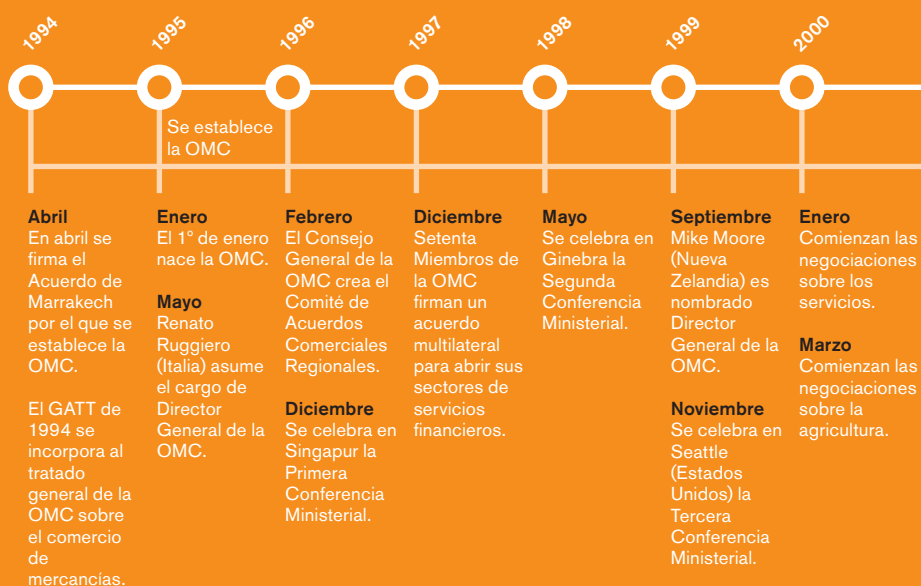 1994
1995
1996
1997
1998
1999
2000
Se establece
la OMC
Abril
En abril se
firma el
Acuerdo de
Marrakech
por el que se
establece la
OMC.
El GATT de
1994 se
incorpora al
tratado
general de la
OMC sobre
el comercio
de
mercancías.
Enero
El 1º de enero
nace la OMC.
Mayo
Renato
Ruggiero
(Italia) asume
el cargo de
Director
General de la
OMC.
Febrero
El Consejo
General de la
OMC crea el
Comité de
Acuerdos
Comerciales
Regionales.
Diciembre
Se celebra en
Singapur la
Primera
Conferencia
Ministerial.
Diciembre
Setenta
Miembros de
la OMC
firman un
acuerdo
multilateral
para abrir sus
sectores de
servicios
financieros.
Mayo
Se celebra en
Ginebra la
Segunda
Conferencia
Ministerial.
Septiembre
Mike Moore
(Nueva
Zelandia) es
nombrado
Director
General de la
OMC.
Noviembre
Se celebra en
Seattle
(Estados
Unidos) la
Tercera
Conferencia
Ministerial.
Enero
Comienzan las
negociaciones
sobre los
servicios.
Marzo
Comienzan las
negociaciones
sobre la
agricultura.